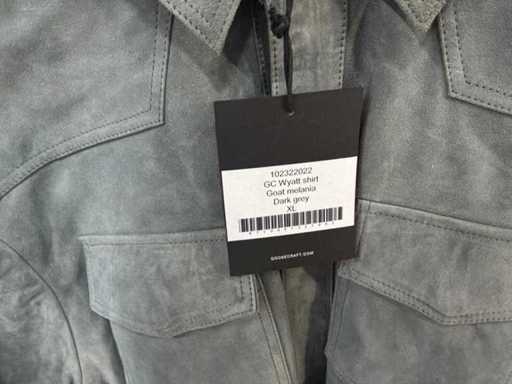 102322022
GC Wyatt shirt
Goat melania
Dark grey
XL
GOOSECRAFT.COM